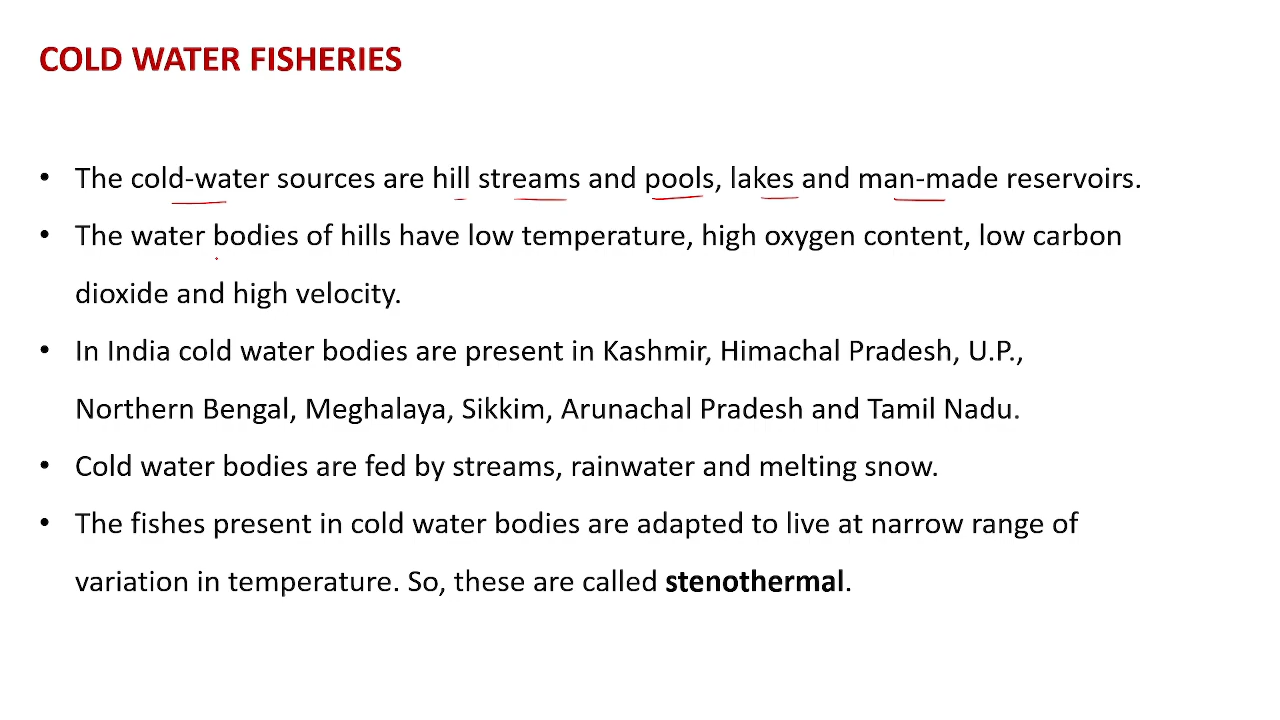 COLD WATER FISHERIES
• The cold-water sources are hill streams and pools, lakes and man-made reservoirs.
• The water bodies of hills have low temperature, high oxygen content, low carbon
dioxide and high velocity.
• In India cold water bodies are present in Kashmir, Himachal Pradesh, U.P.,
Northern Bengal, Meghalaya, Sikkim, Arunachal Pradesh and Tamil Nadu.
• Cold water bodies are fed by streams, rainwater and melting snow.
• The fishes present in cold water bodies are adapted to live at narrow range of
variation in temperature. So, these are called stenothermal.